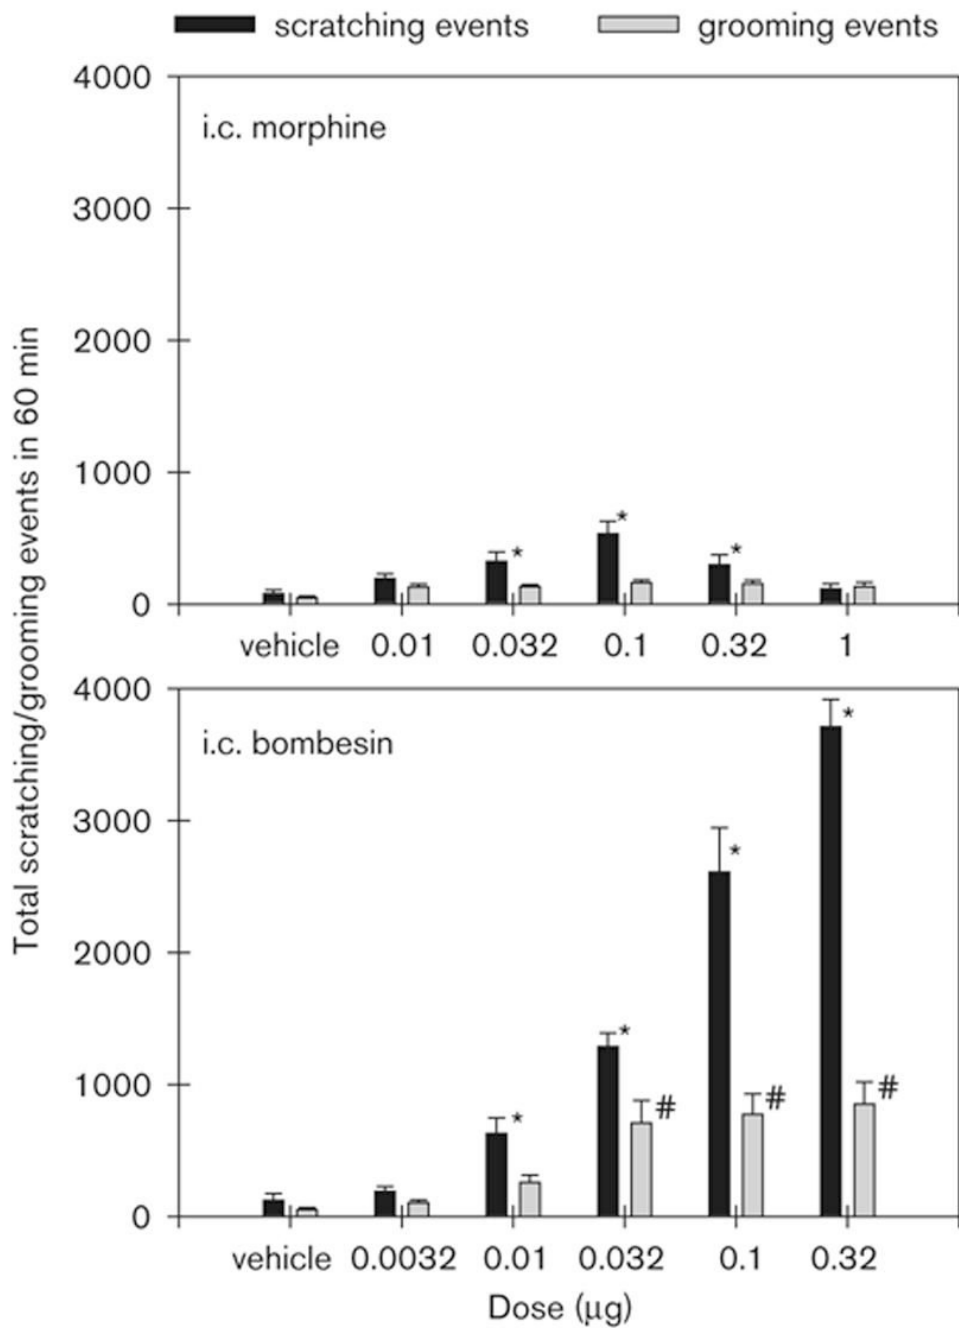 scratching events grooming events
Total scratching/grooming events in 60 min
4000
i.c. morphine
3000
2000
1000
* * *
0
vehicle 0.01 0.032 0.1 0.32 1
4000
i.c. bombesin
3000
2000
1000
* * * *
# # #
0
vehicle 0.0032 0.01 0.032 0.1 0.32
Dose (μg)